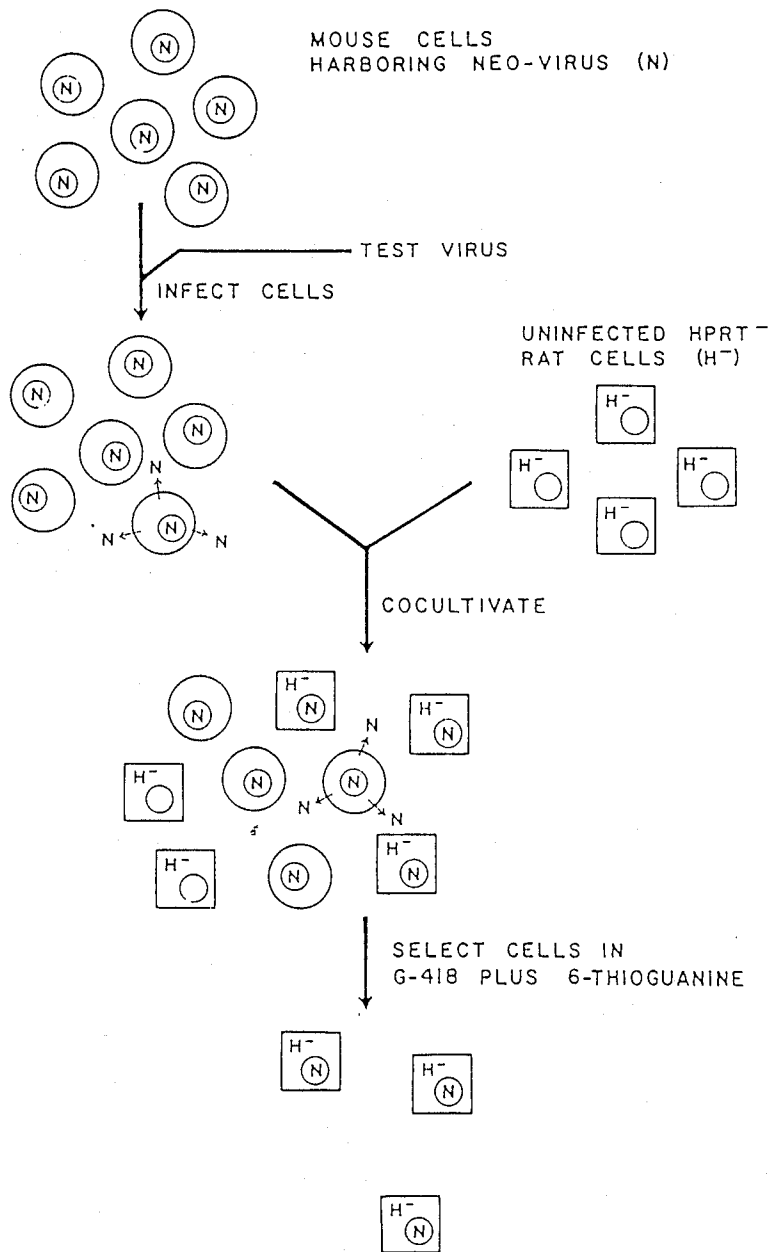 MOUSE CELLS
HARBORING NEO-VIRUS (N)
N
N
N
N
N
N
N
TEST VIRUS
INFECT CELLS
UNINFECTED HPRT⁻
RAT CELLS (H⁻)
N
N
N
N
N
N
N
N
N
H⁻
H⁻
H⁻
H⁻
COCULTIVATE
N
H⁻
N
H⁻
N
N
H⁻
N
N
N
N
H⁻
N
H⁻
N
SELECT CELLS IN
G-418 PLUS 6-THIOGUANINE
H⁻
N
H⁻
N
H⁻
N